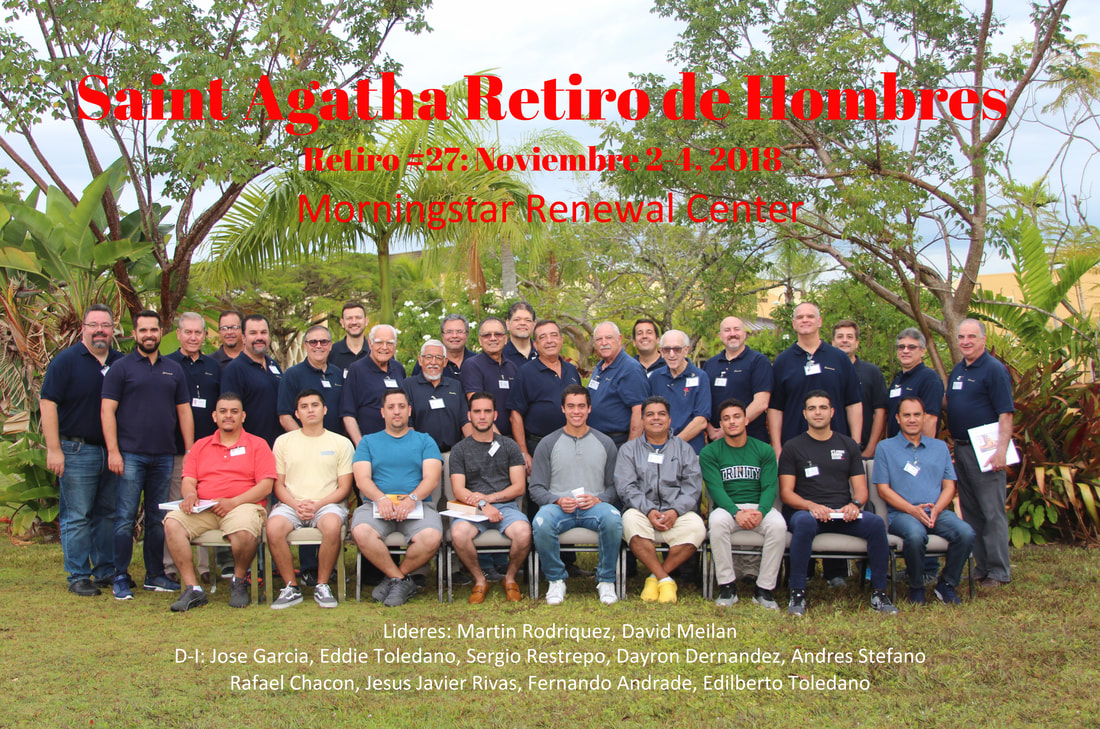 Saint Agatha Retiro de Hombres
Retiro #27: Noviembre 2-4, 2018
Morningstar Renewal Center
TRINITY
Lideres: Martin Rodriquez, David Meilan
D-I: Jose Garcia, Eddie Toledano, Sergio Restrepo, Dayron Dernandez, Andres Stefano
Rafael Chacon, Jesus Javier Rivas, Fernando Andrade, Edilberto Toledano